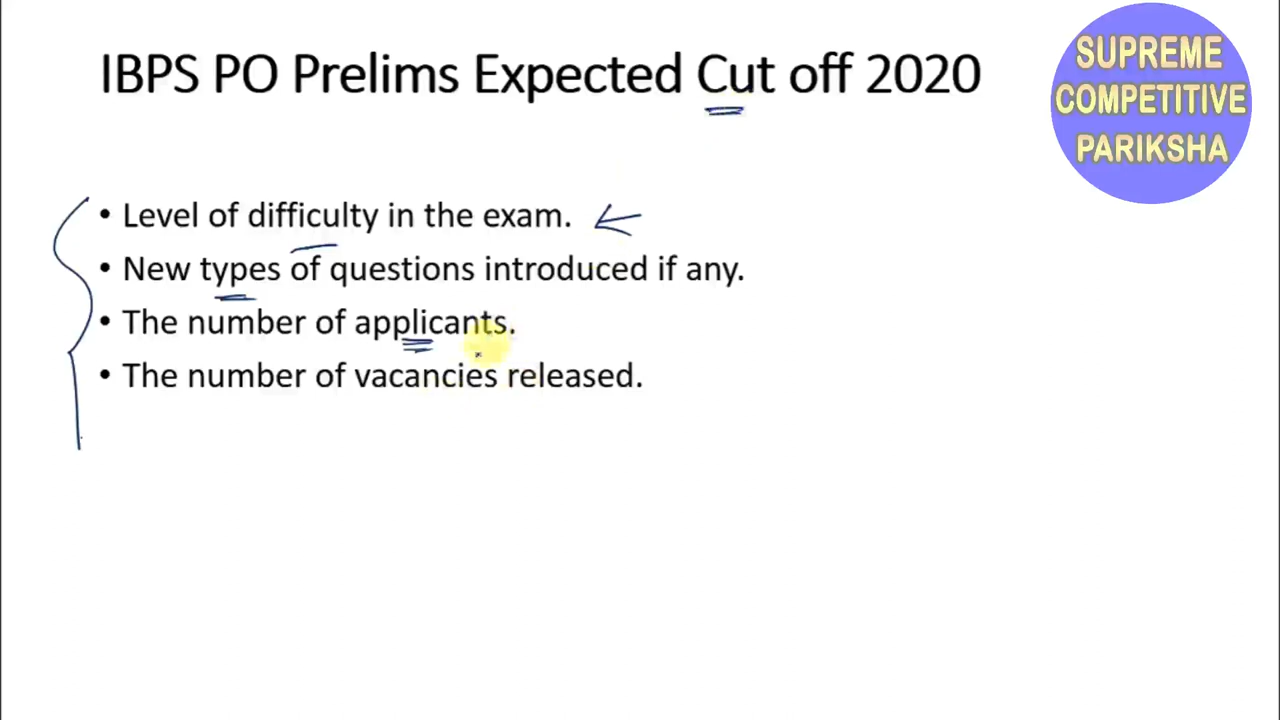 IBPS PO Prelims Expected Cut off 2020
SUPREME
COMPETITIVE
PARIKSHA
• Level of difficulty in the exam.
• New types of questions introduced if any.
• The number of applicants.
• The number of vacancies released.